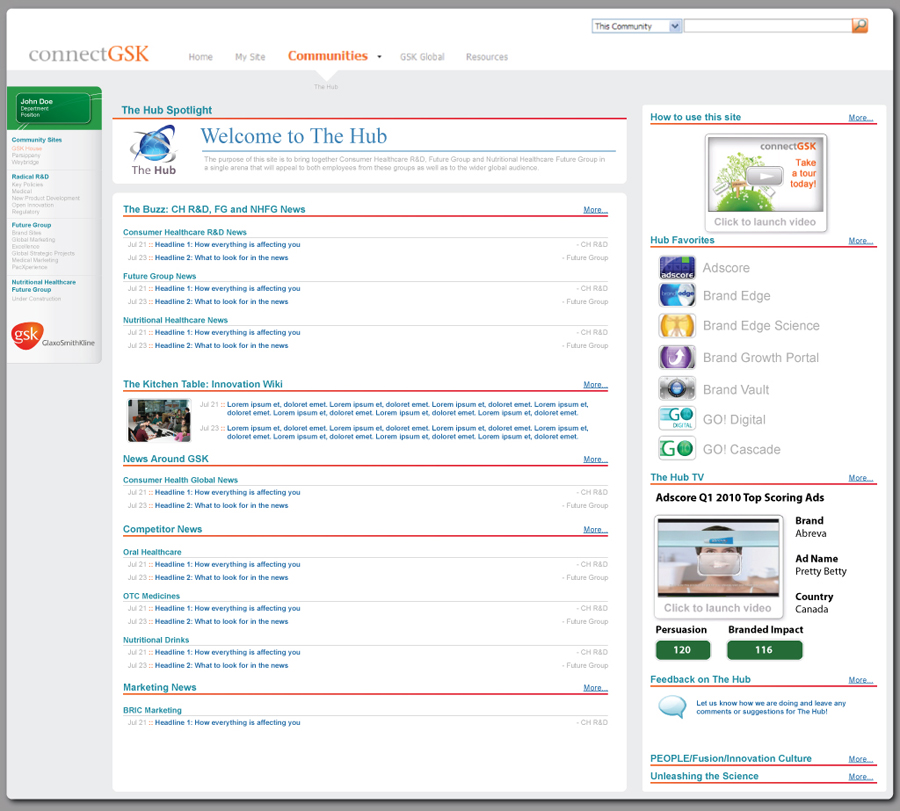 This Community
connectGSK
Home
My Site
Communities
GSK Global
Resources
The Hub
John Doe
Department
Position
Community Sites
GSK House
Parsippany
Weybridge
Radical R&D
Key Policies
Medical
New Product Development
Open Innovation
Regulatory
Future Group
Brand Sites
Global Marketing
Excellence
Global Strategic Projects
Medical Marketing
PacXperience
Nutritional Healthcare
Future Group
Under Construction
gsk GlaxoSmithKline
The Hub Spotlight
The Hub
Welcome to The Hub
The purpose of this site is to bring together Consumer Healthcare R&D, Future Group and Nutritional Healthcare Future Group in
a single arena that will appeal to both employees from these groups as well as to the wider global audience.
The Buzz: CH R&D, FG and NHFG News More...
Consumer Healthcare R&D News
Jul 21 :: Headline 1: How everything is affecting you - CH R&D
Jul 23 :: Headline 2: What to look for in the news - Future Group
Future Group News
Jul 21 :: Headline 1: How everything is affecting you - CH R&D
Jul 23 :: Headline 2: What to look for in the news - Future Group
Nutritional Healthcare News
Jul 21 :: Headline 1: How everything is affecting you - CH R&D
Jul 23 :: Headline 2: What to look for in the news - Future Group
The Kitchen Table: Innovation Wiki More...
Jul 21 :: Lorem ipsum et, doloret emet. Lorem ipsum et, doloret emet. Lorem ipsum et, doloret emet. Lorem ipsum et,
doloret emet. Lorem ipsum et, doloret emet. Lorem ipsum et, doloret emet. Lorem ipsum et, doloret emet.
Jul 23 :: Lorem ipsum et, doloret emet. Lorem ipsum et, doloret emet. Lorem ipsum et, doloret emet. Lorem ipsum et,
doloret emet. Lorem ipsum et, doloret emet. Lorem ipsum et, doloret emet. Lorem ipsum et, doloret emet.
News Around GSK More...
Consumer Health Global News
Jul 21 :: Headline 1: How everything is affecting you - CH R&D
Jul 23 :: Headline 2: What to look for in the news - Future Group
Competitor News More...
Oral Healthcare
Jul 21 :: Headline 1: How everything is affecting you - CH R&D
Jul 23 :: Headline 2: What to look for in the news - Future Group
OTC Medicines
Jul 21 :: Headline 1: How everything is affecting you - CH R&D
Jul 23 :: Headline 2: What to look for in the news - Future Group
Nutritional Drinks
Jul 21 :: Headline 1: How everything is affecting you - CH R&D
Jul 23 :: Headline 2: What to look for in the news - Future Group
Marketing News More...
BRIC Marketing
Jul 21 :: Headline 1: How everything is affecting you - CH R&D
How to use this site More...
connectGSK
Take
a tour
today!
Click to launch video
Hub Favorites More...
adscore Adscore
brand edge Brand Edge
Brand Edge Science
Brand Growth Portal
Brand Vault
GO DIGITAL GO! Digital
GO GO! Cascade
The Hub TV More...
Adscore Q1 2010 Top Scoring Ads
Click to launch video
Brand
Abreva
Ad Name
Pretty Betty
Country
Canada
Persuasion Branded Impact
120 116
Feedback on The Hub More...
Let us know how we are doing and leave any
comments or suggestions for The Hub!
PEOPLE/Fusion/Innovation Culture More...
Unleashing the Science More...